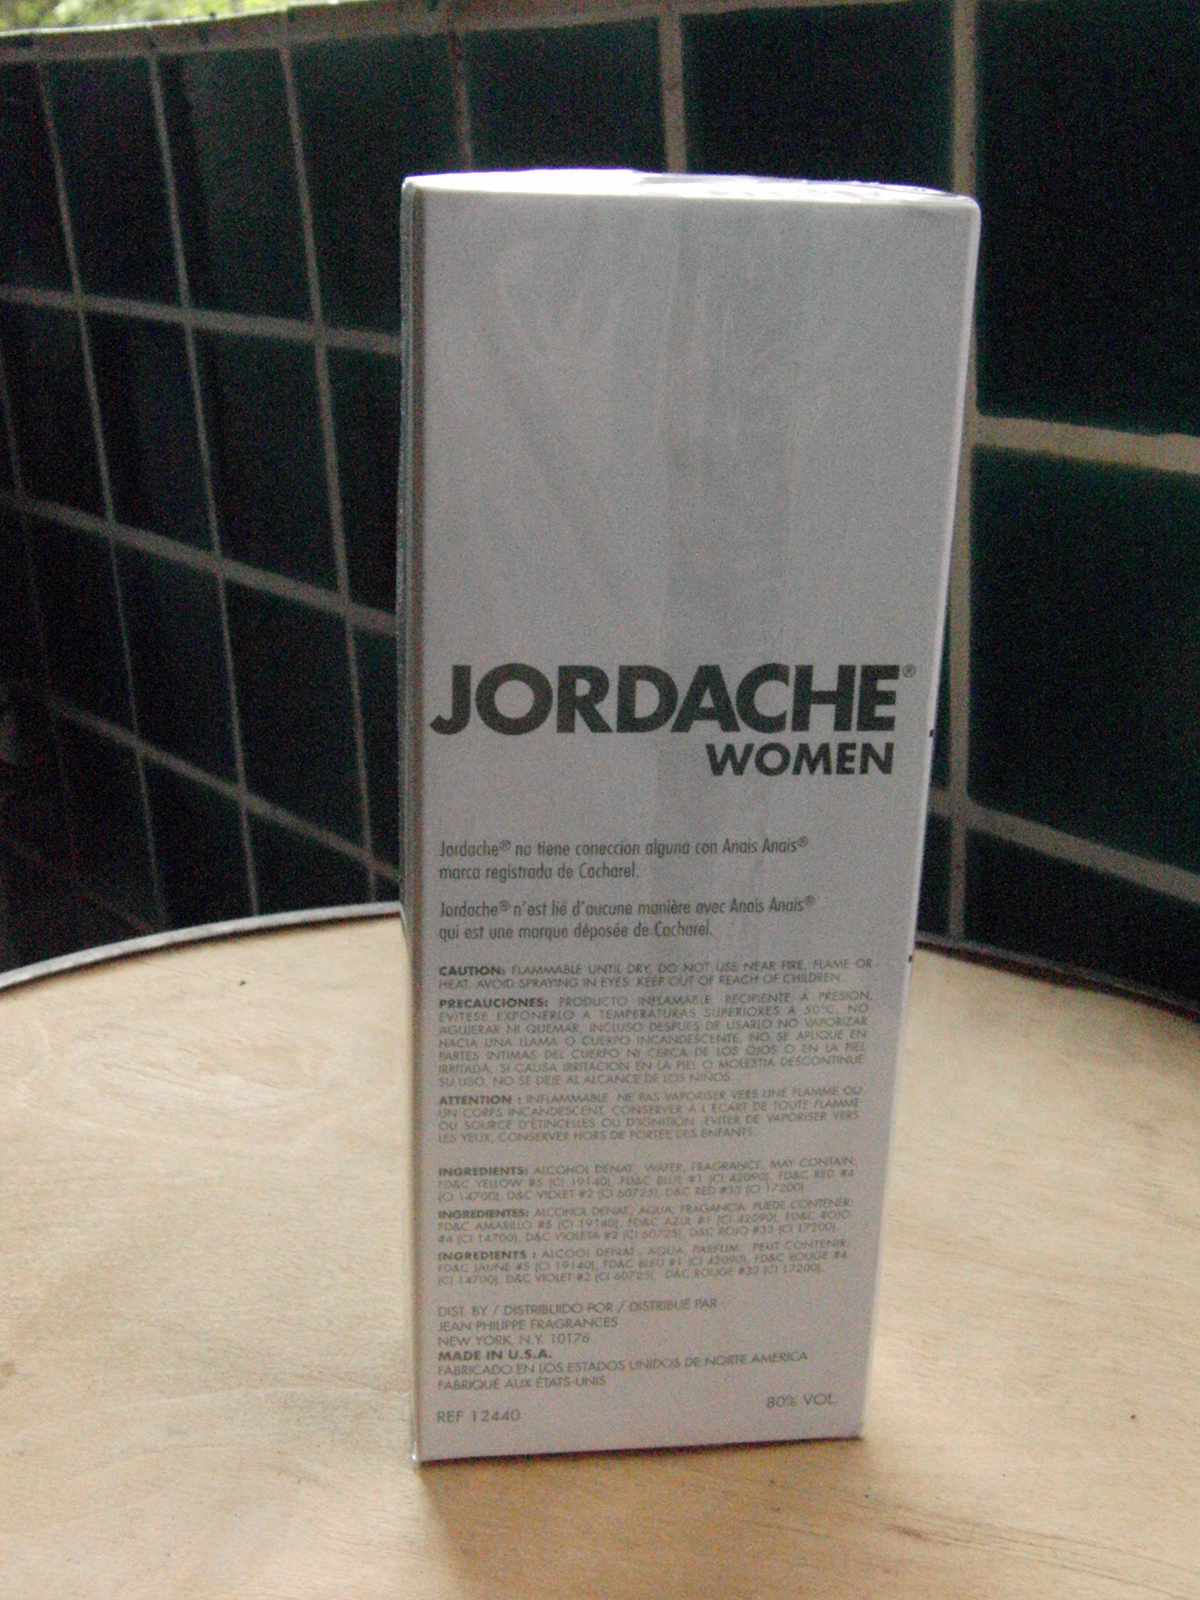 JORDACHE®
WOMEN
Jordache® no tiene coneccion alguna con Anais Anais®
marca registrada de Cacharel.
Jordache® n'est lié d'aucune manière avec Anais Anais®
qui est une marque déposée de Cacharel.
CAUTION: FLAMMABLE UNTIL DRY. DO NOT USE NEAR FIRE, FLAME OR
HEAT. AVOID SPRAYING IN EYES. KEEP OUT OF REACH OF CHILDREN.
PRECAUCIONES: PRODUCTO INFLAMABLE. RECIPIENTE A PRESION,
EVITESE EXPONERLO A TEMPERATURAS SUPERIORES A 50°C, NO
AGUJERAR NI QUEMAR, INCLUSO DESPUES DE USARLO NO VAPORIZAR
HACIA UNA LLAMA O CUERPO INCANDESCENTE, NO SE APLIQUE EN
PARTES INTIMAS DEL CUERPO NI CERCA DE LOS OJOS O EN LA PIEL
IRRITADA, SI CAUSA IRRITACION EN LA PIEL O MOLESTIA DESCONTINUE
SU USO, NO SE DEJE AL ALCANCE DE LOS NINOS.
ATTENTION : INFLAMMABLE. NE PAS VAPORISER VERS UNE FLAMME OU
UN CORPS INCANDESCENT, CONSERVER À L'ECART DE TOUTE FLAMME
OU SOURCE D'ÉTINCELLES OU D'IGNITION. EVITER DE VAPORISER VERS
LES YEUX, CONSERVER HORS DE PORTÉE DES ENFANTS.
INGREDIENTS: ALCOHOL DENAT., WATER, FRAGRANCE, MAY CONTAIN:
FD&C YELLOW #5 (CI 19140), FD&C BLUE #1 (CI 42090), FD&C RED #4
(CI 14700), D&C VIOLET #2 (CI 60725), D&C RED #33 (CI 17200)
INGREDIENTES: ALCOHOL DENAT., AQUA, FRAGANCIA, PUEDE CONTENER:
FD&C AMARILLO #5 (CI 19140), FD&C AZUL #1 (CI 42090), FD&C ROJO
#4 (CI 14700), D&C VIOLETA #2 (CI 60725), D&C ROJO #33 (CI 17200)
INGRÉDIENTS : ALCOOL DENAT., AQUA, PARFUM. PEUT CONTENIR:
FD&C JAUNE #5 (CI 19140), FD&C BLEU #1 (CI 42090), FD&C ROUGE #4
(CI 14700), D&C VIOLET #2 (CI 60725), D&C ROUGE #33 (CI 17200).
DIST. BY / DISTRIBUIDO POR / DISTRIBUÉ PAR :
JEAN PHILIPPE FRAGRANCES
NEW YORK, N.Y. 10176
MADE IN U.S.A.
FABRICADO EN LOS ESTADOS UNIDOS DE NORTE AMERICA
FABRIQUÉ AUX ÉTATS-UNIS
REF 12440
80% VOL.